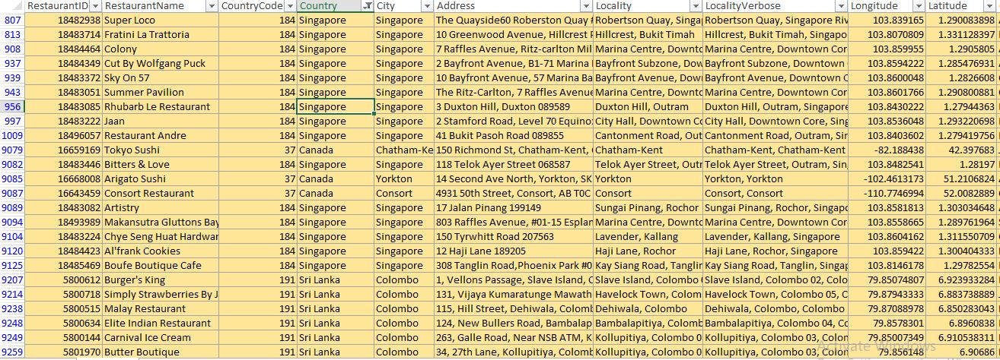 RestaurantID RestaurantName CountryCode Country City Address Locality LocalityVerbose Longitude Latitude
807 18482938 Super Loco 184 Singapore Singapore The Quayside60 Roberston Quay # Robertson Quay, Singa Robertson Quay, Singapore Riv 103.839165 1.290083898
813 18483714 Fratini La Trattoria 184 Singapore Singapore 10 Greenwood Avenue, Hillcrest P Hillcrest, Bukit Timah Hillcrest, Bukit Timah, Singapo 103.8070809 1.331128397
908 18484464 Colony 184 Singapore Singapore 7 Raffles Avenue, Ritz-carlton Mil Marina Centre, Downt Marina Centre, Downtown Cor 103.859955 1.2905805
937 18484349 Cut By Wolfgang Puck 184 Singapore Singapore 2 Bayfront Avenue, B1-71 Marina Bayfront Subzone, Dow Bayfront Subzone, Downtown 103.8594222 1.285476931
939 18483372 Sky On 57 184 Singapore Singapore 10 Bayfront Avenue, 57 Marina Ba Bayfront Avenue, Down Bayfront Avenue, Downtown Co 103.8600048 1.2826608
943 18483051 Summer Pavilion 184 Singapore Singapore The Ritz-Carlton, 7 Raffles Avenue Marina Centre, Downt Marina Centre, Downtown Cor 103.8601766 1.290800881
956 18483085 Rhubarb Le Restaurant 184 Singapore Singapore 3 Duxton Hill, Duxton 089589 Duxton Hill, Outram Duxton Hill, Outram, Singapore 103.8430222 1.27944363
997 18483222 Jaan 184 Singapore Singapore 2 Stamford Road, Level 70 Equino City Hall, Downtown Co City Hall, Downtown Core, Sing 103.8536048 1.293220698
1009 18496057 Restaurant Andre 184 Singapore Singapore 41 Bukit Pasoh Road 089855 Cantonment Road, Out Cantonment Road, Outram, Sin 103.8403602 1.279419756
9079 16659169 Tokyo Sushi 37 Canada Chatham-Ke 150 Richmond St, Chatham-Kent, Chatham-Kent Chatham-Kent, Chatham-Kent -82.188438 42.397683
9082 18483446 Bitters & Love 184 Singapore Singapore 118 Telok Ayer Street 068587 Telok Ayer Street, Outr Telok Ayer Street, Outram, Sin 103.8482541 1.28197
9085 16668008 Arigato Sushi 37 Canada Yorkton 14 Second Ave North, Yorkton, SK Yorkton Yorkton, Yorkton -102.4613173 51.2106824
9087 16643459 Consort Restaurant 37 Canada Consort 4931 50th Street, Consort, AB T0C Consort Consort, Consort -110.7746994 52.0082889
9089 18483082 Artistry 184 Singapore Singapore 17 Jalan Pinang 199149 Sungai Pinang, Rochor Sungai Pinang, Rochor, Singapo 103.8581813 1.303034648
9094 18493989 Makansutra Gluttons Bay 184 Singapore Singapore 803 Raffles Avenue, #01-15 Esplan Marina Centre, Downt Marina Centre, Downtown Cor 103.8558665 1.289761964
9104 18483224 Chye Seng Huat Hardwar 184 Singapore Singapore 150 Tyrwhitt Road 207563 Lavender, Kallang Lavender, Kallang, Singapore 103.8604162 1.311550709
9120 18484423 Al'frank Cookies 184 Singapore Singapore 12 Haji Lane 189205 Haji Lane, Rochor Haji Lane, Rochor, Singapore 103.859422 1.300404333
9125 18485469 Boufe Boutique Cafe 184 Singapore Singapore 308 Tanglin Road,Phoenix Park #0 Kay Siang Road, Tanglin Kay Siang Road, Tanglin, Singap 103.8146178 1.29782554
9207 5800612 Burger's King 191 Sri Lanka Colombo 1, Vellons Passage, Slave Island, C Slave Island, Colombo Slave Island, Colombo 02, Colo 79.85074807 6.923933284
9214 5800718 Simply Strawberries By J 191 Sri Lanka Colombo 131, Vijaya Kumaratunge Mawath Havelock Town, Colom Havelock Town, Colombo 05, C 79.87943333 6.883738889
9238 5800515 Malay Restaurant 191 Sri Lanka Colombo 115, Hill Street, Dehiwala, Colomb Dehiwala, Colombo Dehiwala, Colombo, Colombo 79.87088978 6.850283043
9248 5800634 Elite Indian Restaurant 191 Sri Lanka Colombo 124, New Bullers Road, Bambalap Bambalapitiya, Colomb Bambalapitiya, Colombo 04, Co 79.8578301 6.8960838
9249 5800144 Carnival Ice Cream 191 Sri Lanka Colombo 263, Galle Road, Near NSB ATM, K Kollupitiya, Colombo 0 Kollupitiya, Colombo 03, Colom 79.85007349 6.910538311
9259 5801970 Butter Boutique 191 Sri Lanka Colombo 34, 27th Lane, Kollupitiya, Colombo Kollupitiya, Colombo 0 Kollupitiya, Colombo 03, Colom 79.8536148 6.90686
Activate Windows